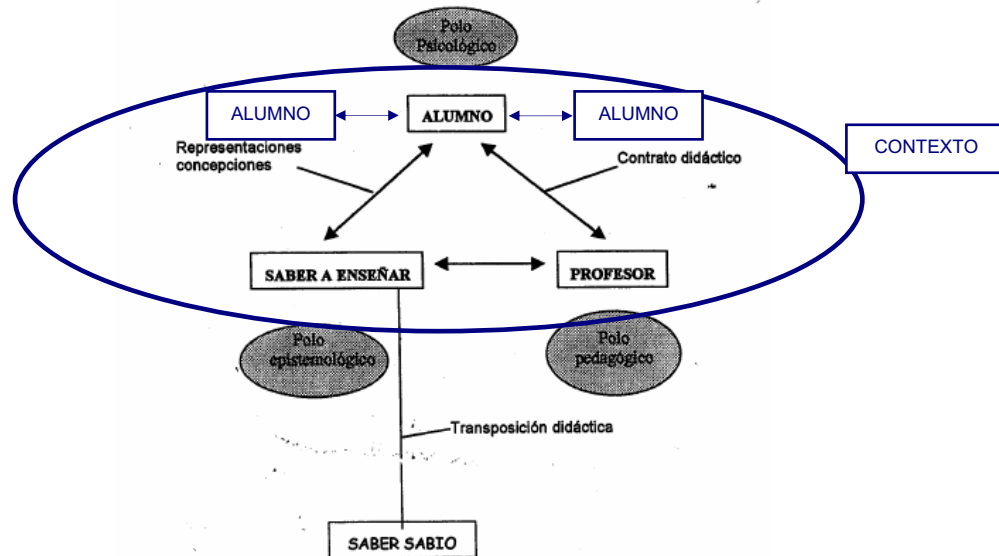 Polo
Psicológico
ALUMNO
ALUMNO
ALUMNO
CONTEXTO
Representaciones
concepciones
Contrato didáctico
SABER A ENSEÑAR
PROFESOR
Polo
epistemológico
Polo
pedagógico
Transposición didáctica
SABER SABIO